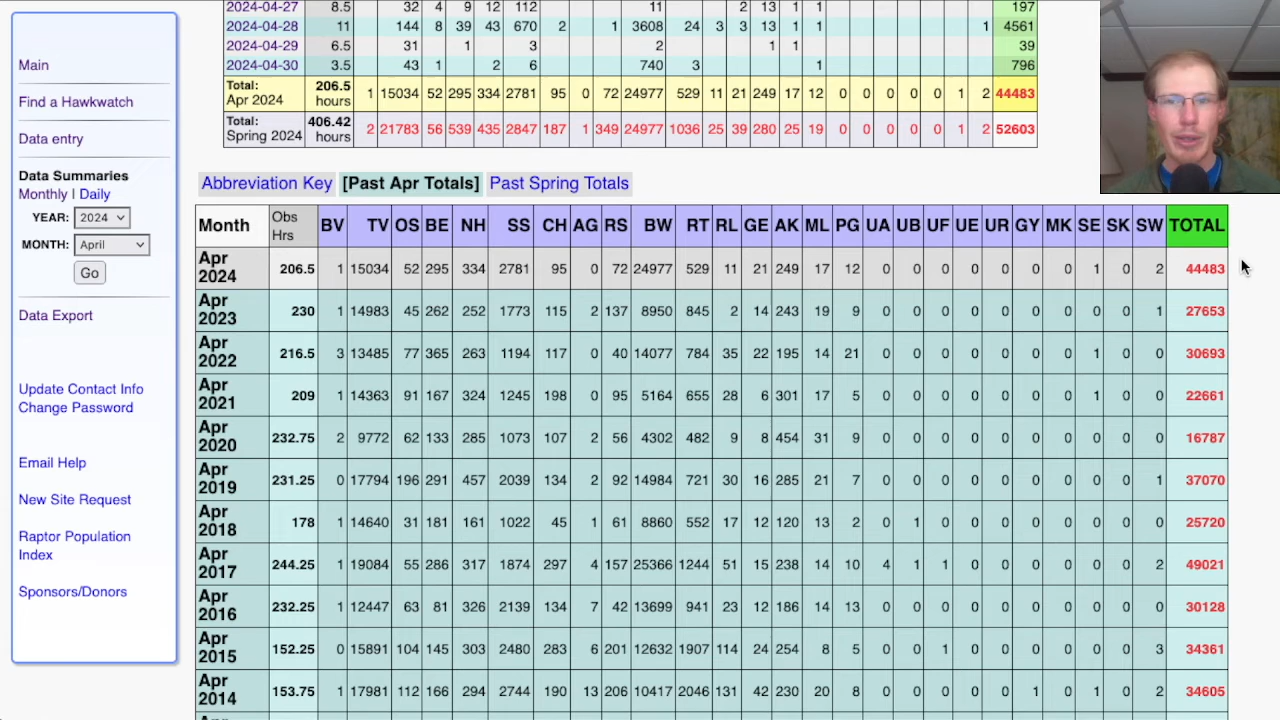 Main
Find a Hawkwatch
Data entry
Data Summaries
Monthly | Daily
YEAR: 2024
MONTH: April
Go
Data Export
Update Contact Info
Change Password
Email Help
New Site Request
Raptor Population
Index
Sponsors/Donors
2024-04-27 8.5 32 4 9 12 112 11 2 13 1 1 197
2024-04-28 11 144 8 39 43 670 2 1 3608 24 3 3 13 1 1 1 4561
2024-04-29 6.5 31 1 3 2 1 1 39
2024-04-30 3.5 43 1 2 6 740 3 1 796
Total: Apr 2024 206.5 hours 1 15034 52 295 334 2781 95 0 72 24977 529 11 21 249 17 12 0 0 0 0 0 1 2 44483
Total: Spring 2024 406.42 hours 2 21783 56 539 435 2847 187 1 349 24977 1036 25 39 280 25 19 0 0 0 0 0 1 2 52603
Abbreviation Key [Past Apr Totals] Past Spring Totals
Month Obs Hrs BV TV OS BE NH SS CH AG RS BW RT RL GE AK ML PG UA UB UF UE UR GY MK SE SK SW TOTAL
Apr 2024 206.5 1 15034 52 295 334 2781 95 0 72 24977 529 11 21 249 17 12 0 0 0 0 0 0 0 1 0 2 44483
Apr 2023 230 1 14983 45 262 252 1773 115 2 137 8950 845 2 14 243 19 9 0 0 0 0 0 0 0 0 0 1 27653
Apr 2022 216.5 3 13485 77 365 263 1194 117 0 40 14077 784 35 22 195 14 21 0 0 0 0 0 0 0 1 0 0 30693
Apr 2021 209 1 14363 91 167 324 1245 198 0 95 5164 655 28 6 301 17 5 0 0 0 0 0 0 0 1 0 0 22661
Apr 2020 232.75 2 9772 62 133 285 1073 107 2 56 4302 482 9 8 454 31 9 0 0 0 0 0 0 0 0 0 0 16787
Apr 2019 231.25 0 17794 196 291 457 2039 134 2 92 14984 721 30 16 285 21 7 0 0 0 0 0 0 0 0 0 1 37070
Apr 2018 178 1 14640 31 181 161 1022 45 1 61 8860 552 17 12 120 13 2 0 1 0 0 0 0 0 0 0 0 25720
Apr 2017 244.25 1 19084 55 286 317 1874 297 4 157 25366 1244 51 15 238 14 10 4 1 1 0 0 0 0 0 0 2 49021
Apr 2016 232.25 1 12447 63 81 326 2139 134 7 42 13699 941 23 12 186 14 13 0 0 0 0 0 0 0 0 0 0 30128
Apr 2015 152.25 0 15891 104 145 303 2480 283 6 201 12632 1907 114 24 254 8 5 0 0 1 0 0 0 0 0 0 3 34361
Apr 2014 153.75 1 17981 112 166 294 2744 190 13 206 10417 2046 131 42 230 20 8 0 0 0 0 0 1 0 1 0 2 34605